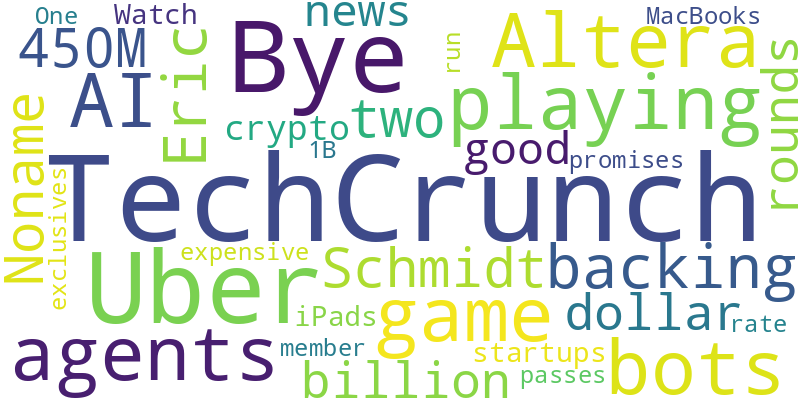 One
Watch
news
MacBooks
450M
Bye
run
Altera
AI
Eric
crypto
two
playing
rounds
1B
good
promises
Noname
TechCrunch
exclusives
Uber
expensive
Schmidt
backing
iPads
game
dollar
rate
agents
member
startups
bots
billion
passes